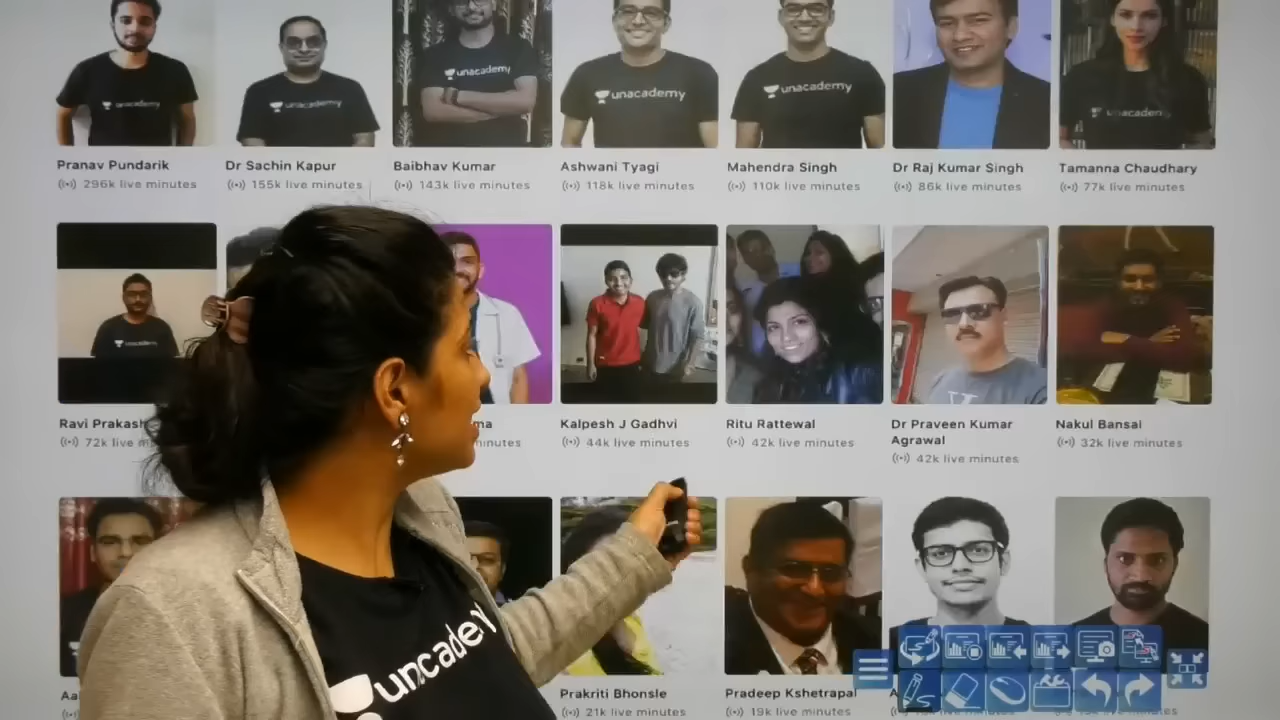 unacademy
unacademy
unacademy
unacademy
unacademy
unacademy
Pranav Pundarik
Dr Sachin Kapur
Baibhav Kumar
Ashwani Tyagi
Mahendra Singh
Dr Raj Kumar Singh
Tamanna Chaudhary
296k live minutes
155k live minutes
143k live minutes
118k live minutes
110k live minutes
86k live minutes
77k live minutes
Ravi Prakash
ma
Kalpesh J Gadhvi
Ritu Rattewal
Dr Praveen Kumar
Agrawal
Nakul Bansal
72k live m
minutes
44k live minutes
42k live minutes
42k live minutes
32k live minutes
unacademy
Aa
Prakriti Bhonsle
Pradeep Kshetrapal
A
21k live minutes
19k live minutes